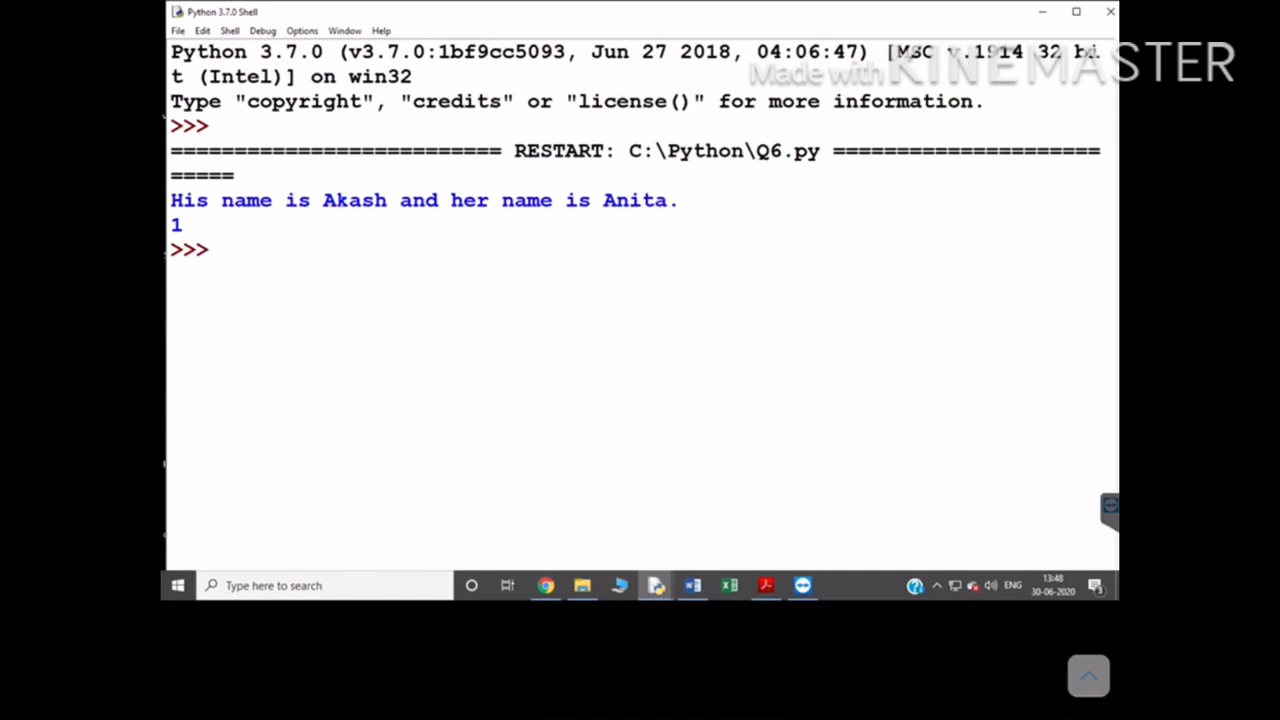 Python 3.7.0 Shell
File Edit Shell Debug Options Window Help
Python 3.7.0 (v3.7.0:1bf9cc5093, Jun 27 2018, 04:06:47) [MSC v.1914 32 bi
t (Intel)] on win32
Made with KINEMASTER
Type "copyright", "credits" or "license()" for more information.
>>>
========================== RESTART: C:\Python\Q6.py =====================
=====
His name is Akash and her name is Anita.
1
>>>
Type here to search
ENG
13:48
30-06-2020
3